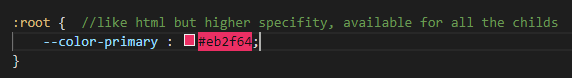 :root {  //like html but higher specifity, available for all the childs
    --color-primary : #eb2f64;
}